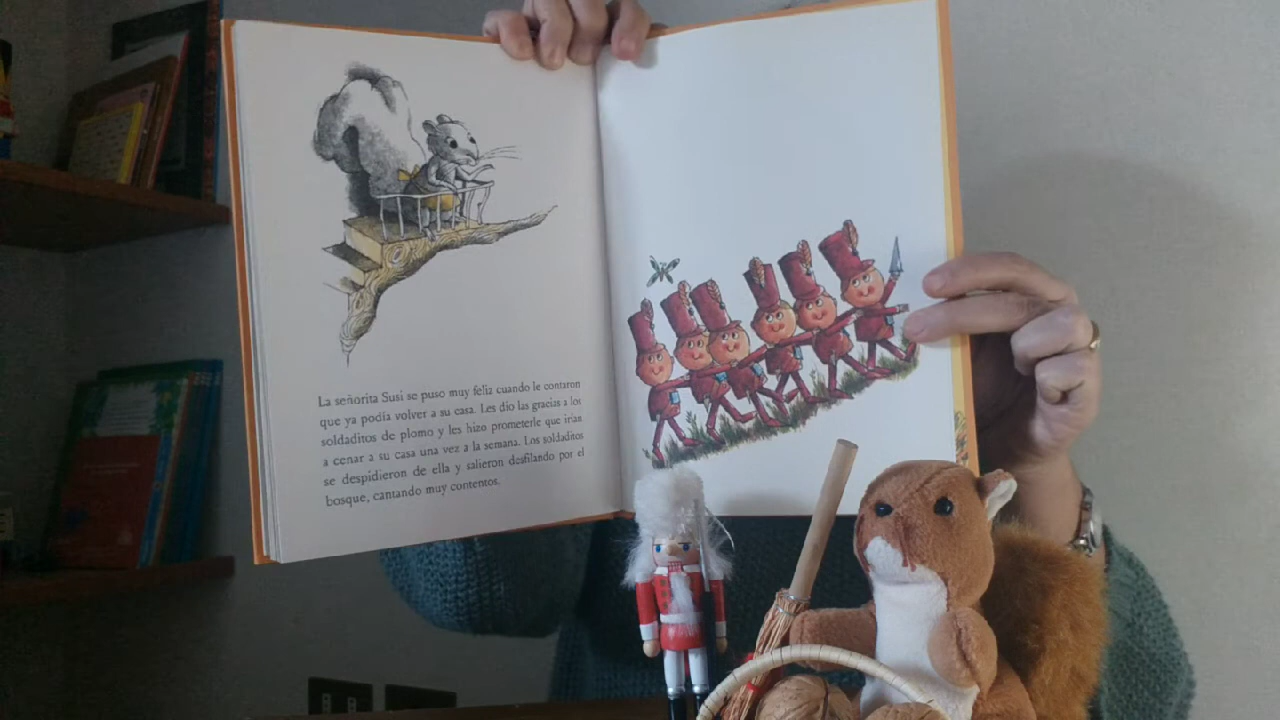 La señorita Susi se puso muy feliz cuando le contaron
que ya podía volver a su casa. Les dio las gracias a los
soldaditos de plomo y les hizo prometerle que irían
a cenar a su casa una vez a la semana. Los soldaditos
se despidieron de ella y salieron desfilando por el
bosque, cantando muy contentos.